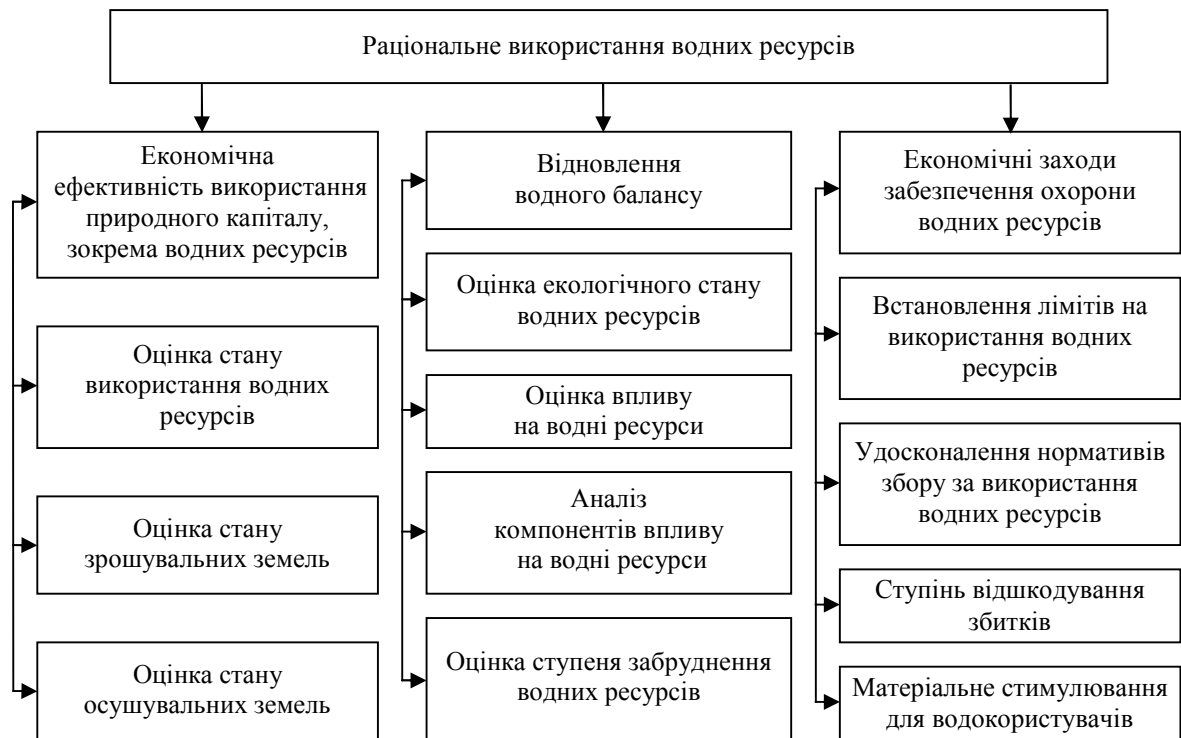 Раціональне використання водних ресурсів
Економічна
ефективність використання
природного капіталу,
зокрема водних ресурсів
Оцінка стану
використання водних
ресурсів
Оцінка стану
зрошувальних земель
Оцінка стану
осушувальних земель
Відновлення
водного балансу
Оцінка екологічного стану
водних ресурсів
Оцінка впливу
на водні ресурси
Аналіз
компонентів впливу
на водні ресурси
Оцінка ступеня забруднення
водних ресурсів
Економічні заходи
забезпечення охорони
водних ресурсів
Встановлення лімітів на
використання водних
ресурсів
Удосконалення нормативів
збору за використання
водних ресурсів
Ступінь відшкодування
збитків
Матеріальне стимулювання
для водокористувачів